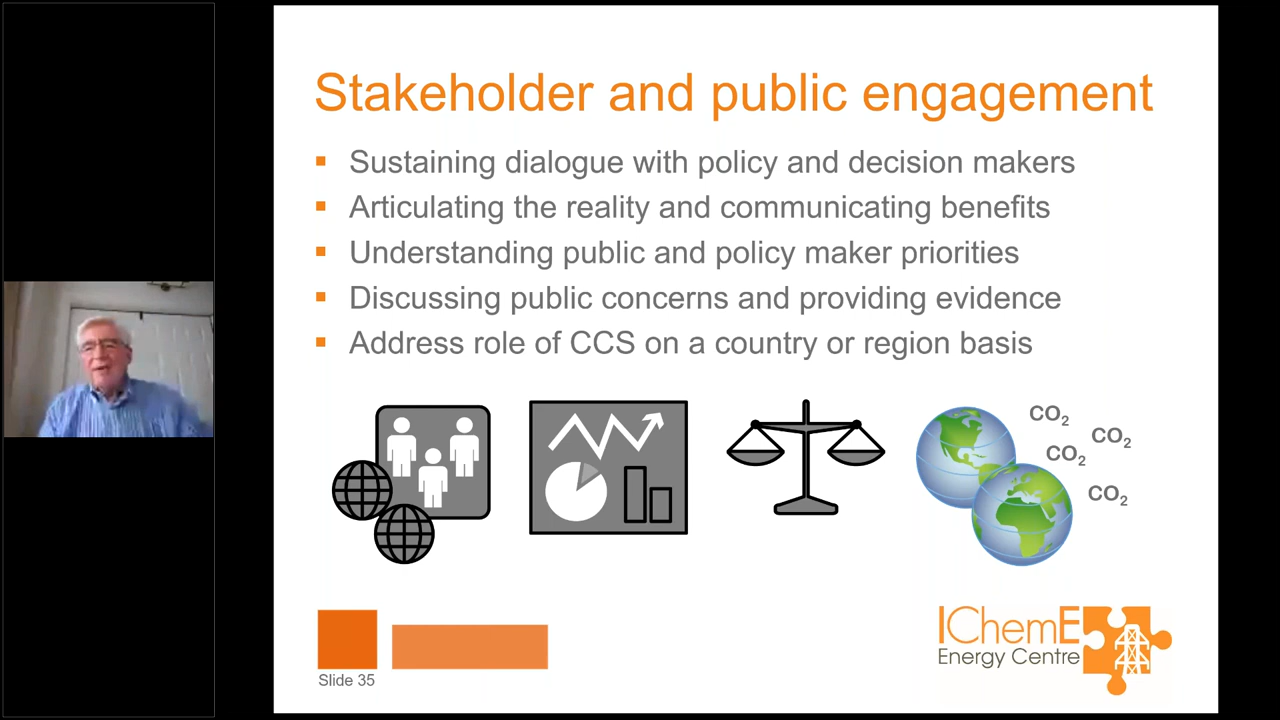 Stakeholder and public engagement
Sustaining dialogue with policy and decision makers
Articulating the reality and communicating benefits
Understanding public and policy maker priorities
Discussing public concerns and providing evidence
Address role of CCS on a country or region basis
CO₂
CO₂
CO₂
CO₂
IChemE
Energy Centre
Slide 35